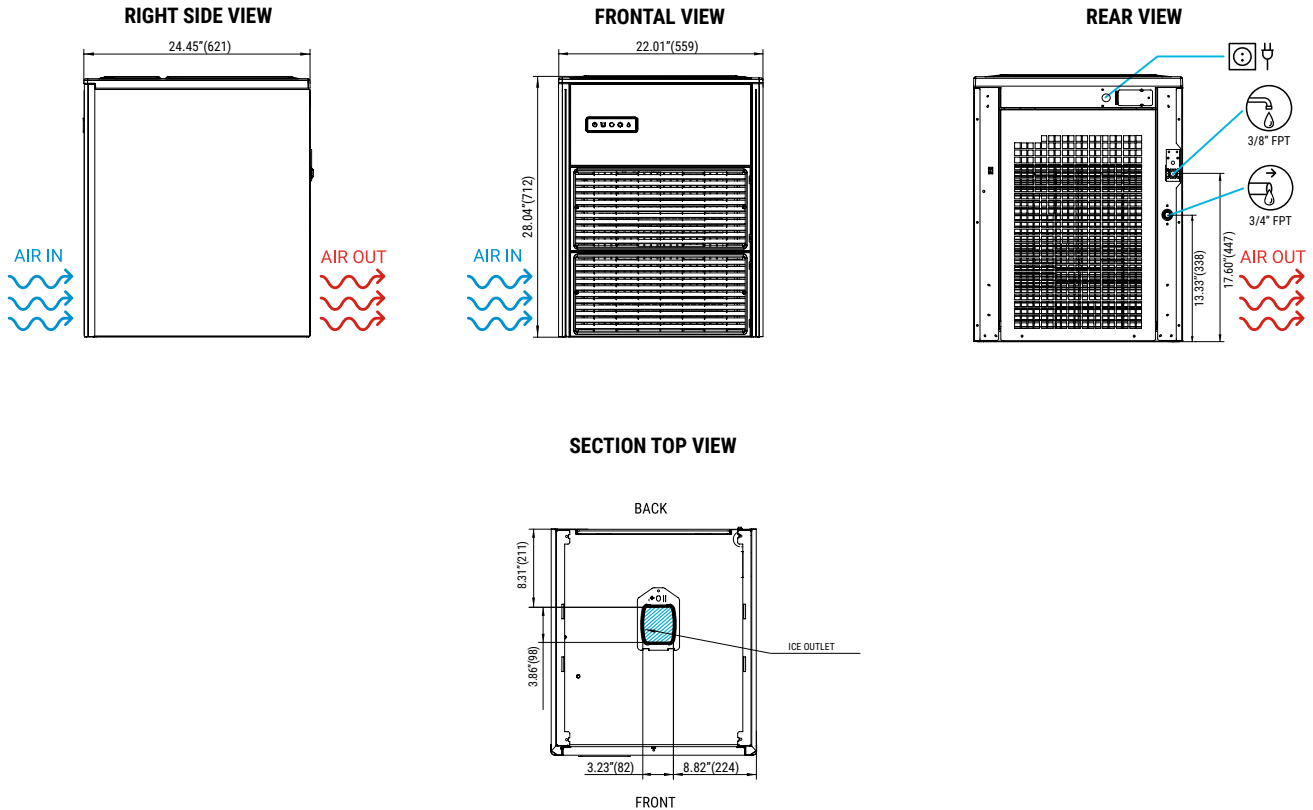 RIGHT SIDE VIEW
24.45"(621)
AIR IN
AIR OUT
FRONTAL VIEW
22.01"(559)
28.04"(712)
AIR IN
REAR VIEW
3/8" FPT
3/4" FPT
13.33"(338)
17.60"(447)
AIR OUT
SECTION TOP VIEW
BACK
8.31"(211)
3.86"(98)
ICE OUTLET
3.23"(82)
8.82"(224)
FRONT